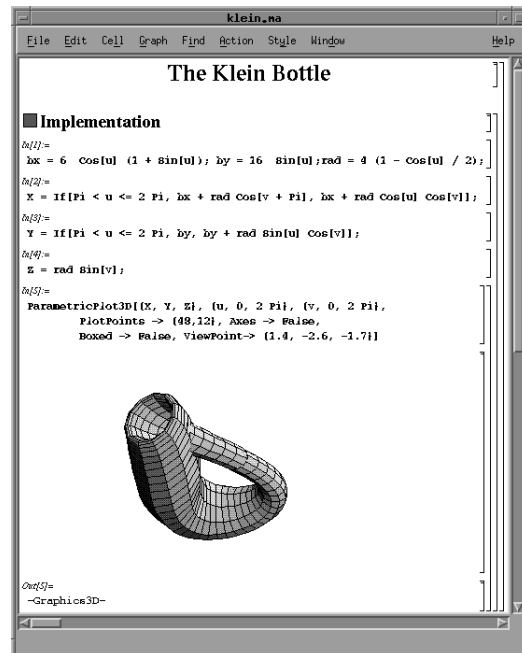 klein.ma
File Edit Cell Graph Find Action Style Window Help
The Klein Bottle
Implementation
In[1]:=
bx = 6 Cos[u] (1 + Sin[u]); by = 16 Sin[u];rad = 4 (1 - Cos[u] / 2);
In[2]:=
X = If[Pi < u <= 2 Pi, bx + rad Cos[v + Pi], bx + rad Cos[u] Cos[v]];
In[3]:=
Y = If[Pi < u <= 2 Pi, by, by + rad Sin[u] Cos[v]];
In[4]:=
Z = rad Sin[v];
In[5]:=
ParametricPlot3D[{X, Y, Z}, {u, 0, 2 Pi}, {v, 0, 2 Pi},
PlotPoints -> {48,12}, Axes -> False,
Boxed -> False, ViewPoint-> {1.4, -2.6, -1.7}]
Out[5]=
-Graphics3D-